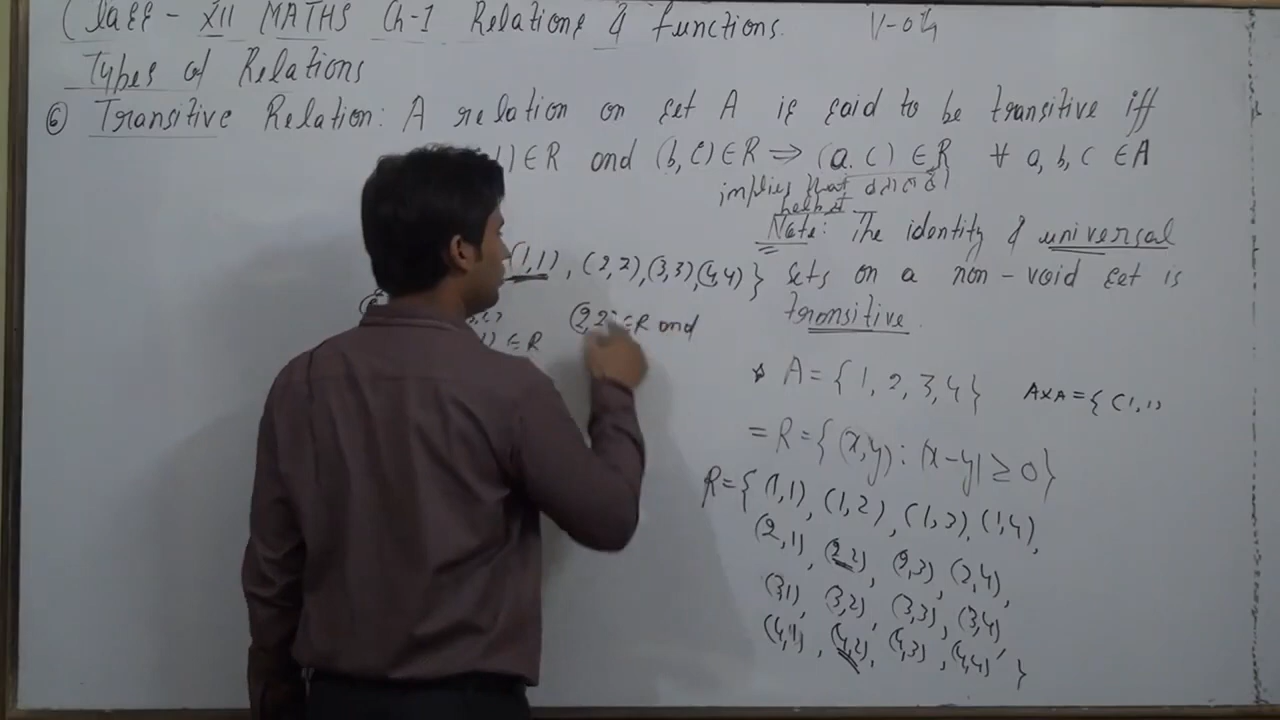 Class - XII MATHS Ch-1 Relations & functions. V-04
Types of Relations
⑥ Transitive Relation: A relation on set A is said to be transitive iff
) ∈ R and (b, c) ∈ R ⇒ (a, c) ∈ R ∀ a, b, c ∈ A
implies that
Note: The identity & universal
(1,1), (2,2), (3,3), (4,4) } sets on a non-void set is
transitive.
(2,2) ∈ R and
) ∈ R
* A = { 1, 2, 3, 4 } A×A = { (1,1)
= R = { (x,y) : |x-y| ≥ 0 }
R = { (1,1), (1,2), (1,3), (1,4),
(2,1), (2,2), (2,3), (2,4),
(3,1), (3,2), (3,3), (3,4)
(4,1), (4,2), (4,3), (4,4) }